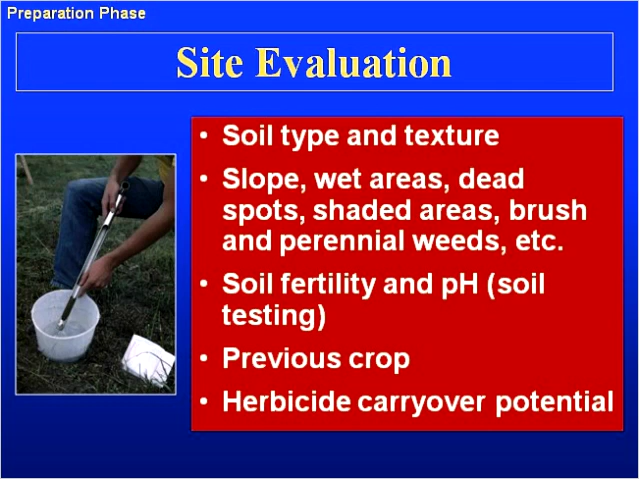 Preparation Phase
Site Evaluation
• Soil type and texture
• Slope, wet areas, dead
spots, shaded areas, brush
and perennial weeds, etc.
• Soil fertility and pH (soil
testing)
• Previous crop
• Herbicide carryover potential